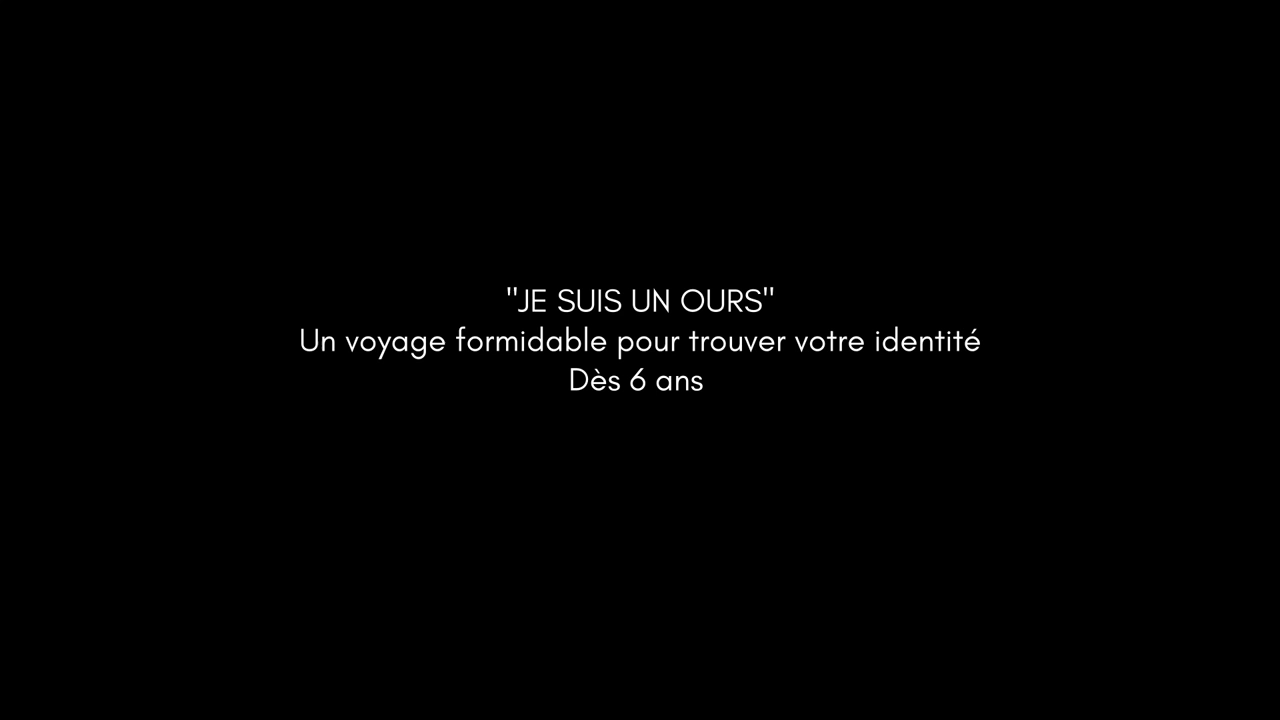 "JE SUIS UN OURS"
Un voyage formidable pour trouver votre identité
Dès 6 ans